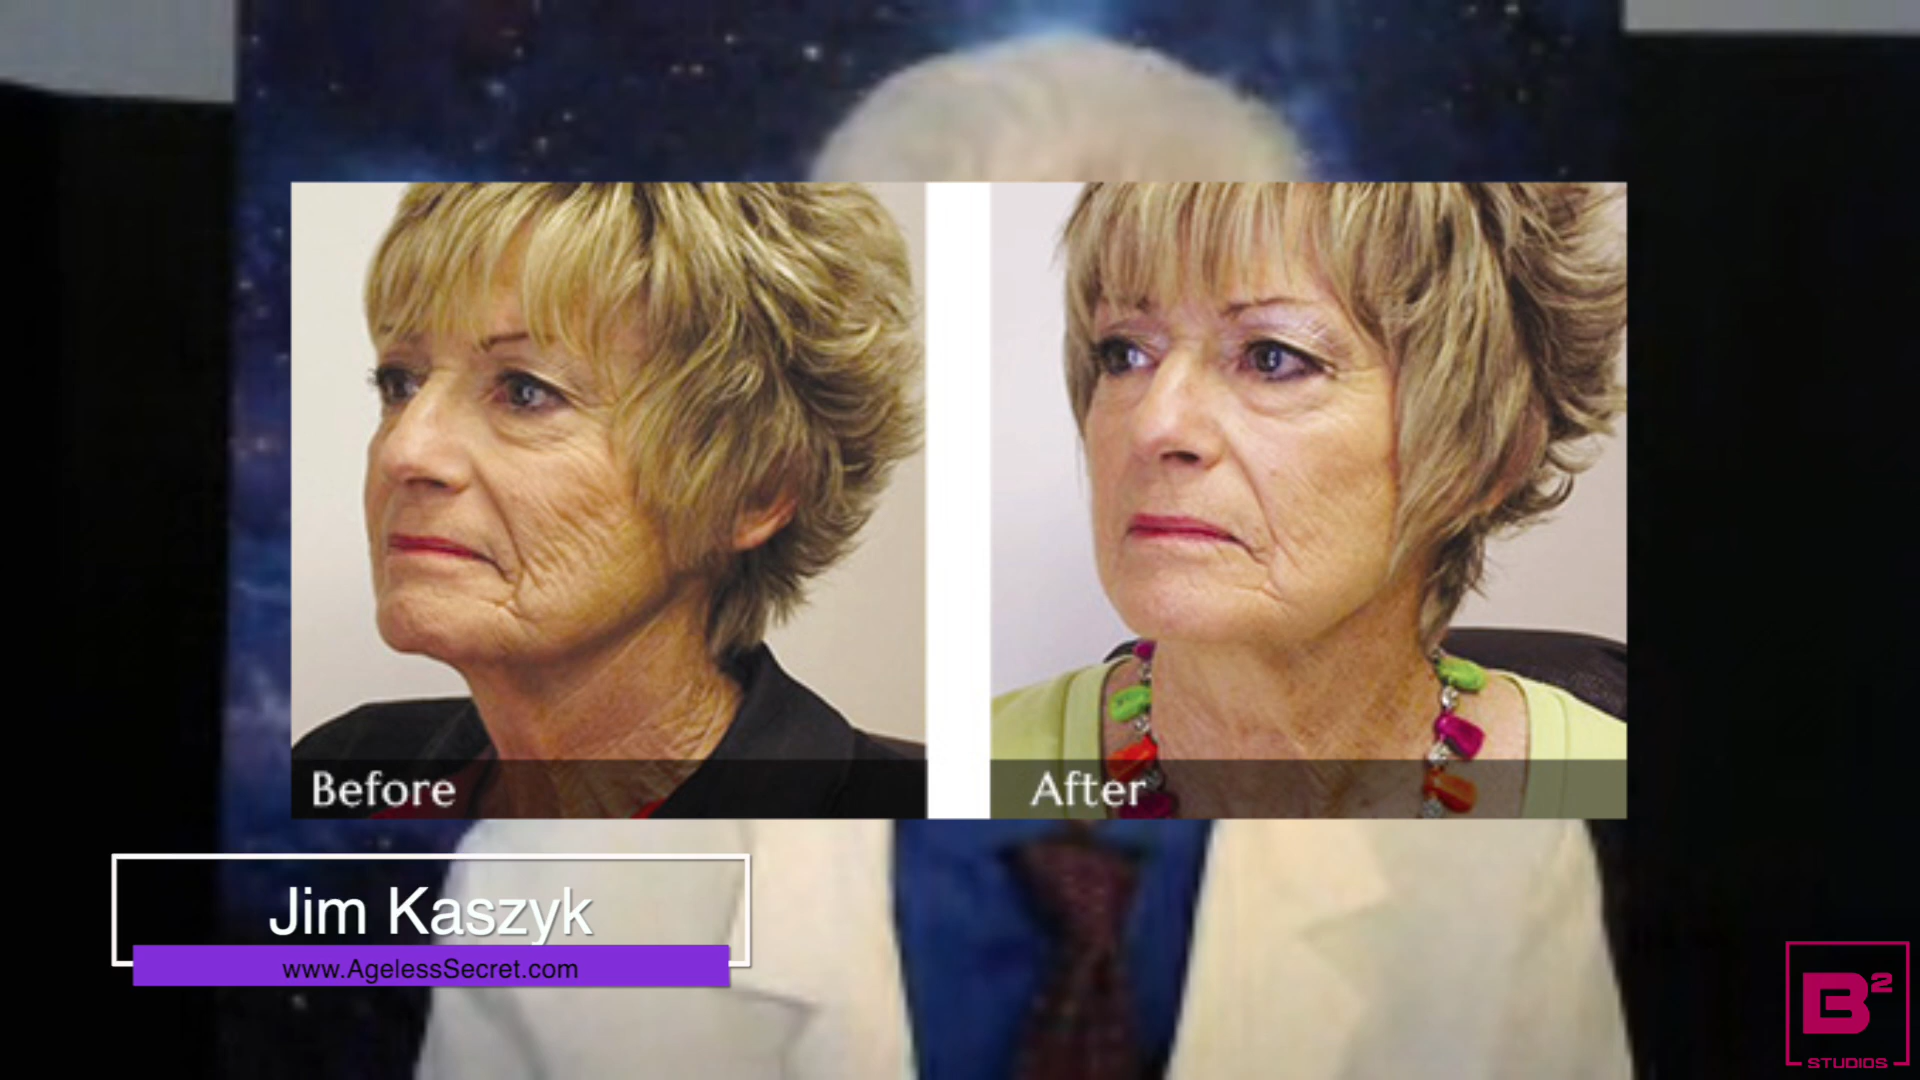 Before
After
Jim Kaszyk
www.AgelessSecret.com
B2
STUDIOS